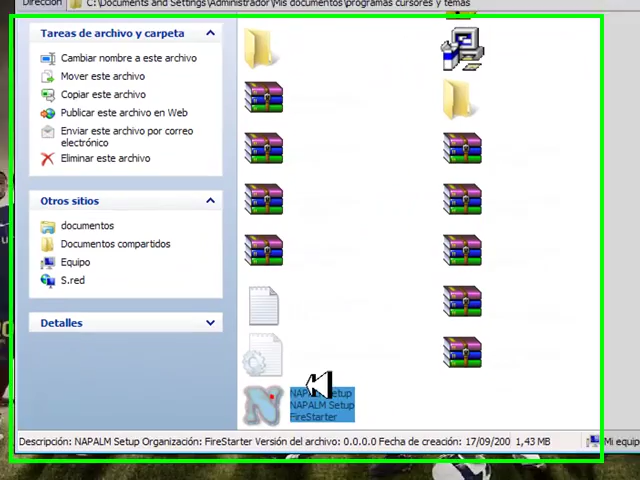 Dirección C:\Documents and Settings\Administrador\Mis documentos\programas cursores y temas
Tareas de archivo y carpeta
Cambiar nombre a este archivo
Mover este archivo
Copiar este archivo
Publicar este archivo en Web
Enviar este archivo por correo
electrónico
Eliminar este archivo
Otros sitios
documentos
Documentos compartidos
Equipo
S.red
Detalles
NAPALM Setup
NAPALM Setup
FireStarter
Descripción: NAPALM Setup Organización: FireStarter Versión del archivo: 0.0.0.0 Fecha de creación: 17/09/200 1,43 MB Mi equip